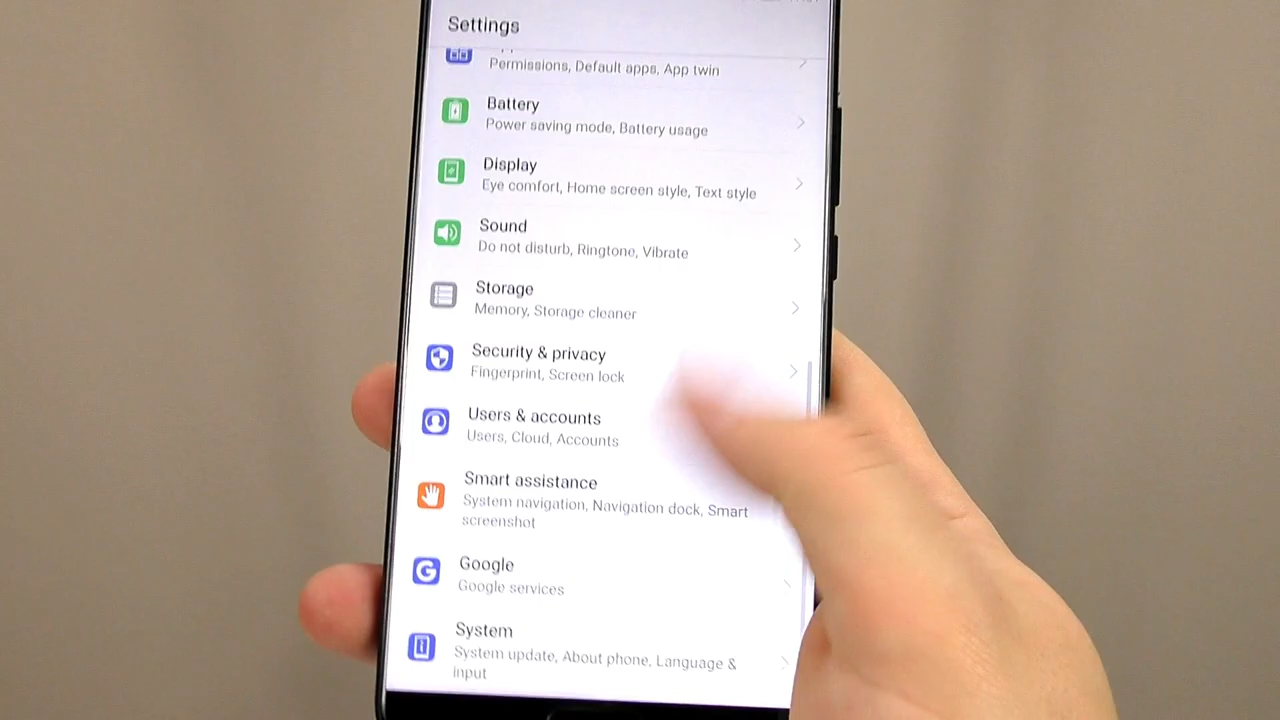 Settings
Permissions, Default apps, App twin
Battery
Power saving mode, Battery usage
Display
Eye comfort, Home screen style, Text style
Sound
Do not disturb, Ringtone, Vibrate
Storage
Memory, Storage cleaner
Security & privacy
Fingerprint, Screen lock
Users & accounts
Users, Cloud, Accounts
Smart assistance
System navigation, Navigation dock, Smart
screenshot
Google
Google services
System
System update, About phone, Language &
input